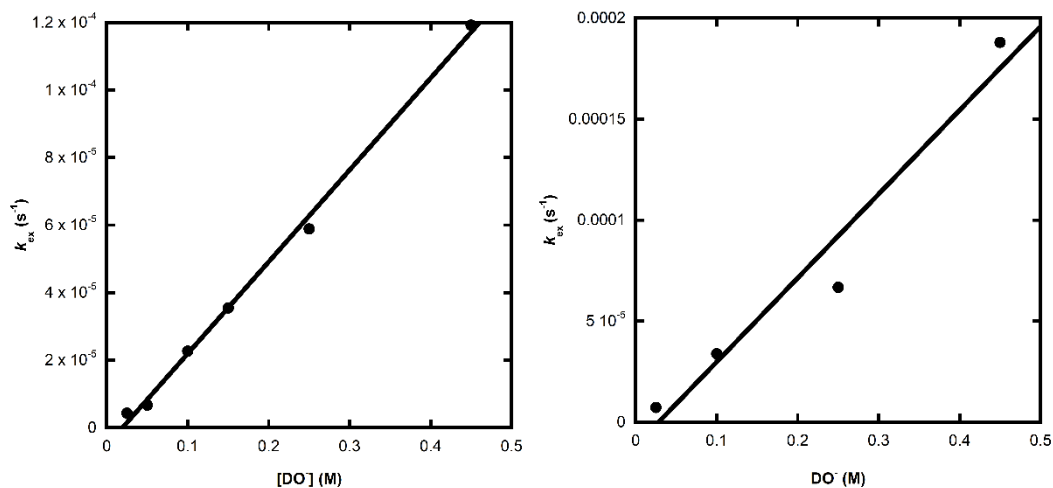 1.2 x 10⁻⁴
1 x 10⁻⁴
8 x 10⁻⁵
6 x 10⁻⁵
4 x 10⁻⁵
2 x 10⁻⁵
0
k_ex (s⁻¹)
0 0.1 0.2 0.3 0.4 0.5
[DO⁻] (M)
0.0002
0.00015
0.0001
5 10⁻⁵
0
k_ex (s⁻¹)
0 0.1 0.2 0.3 0.4 0.5
DO⁻ (M)